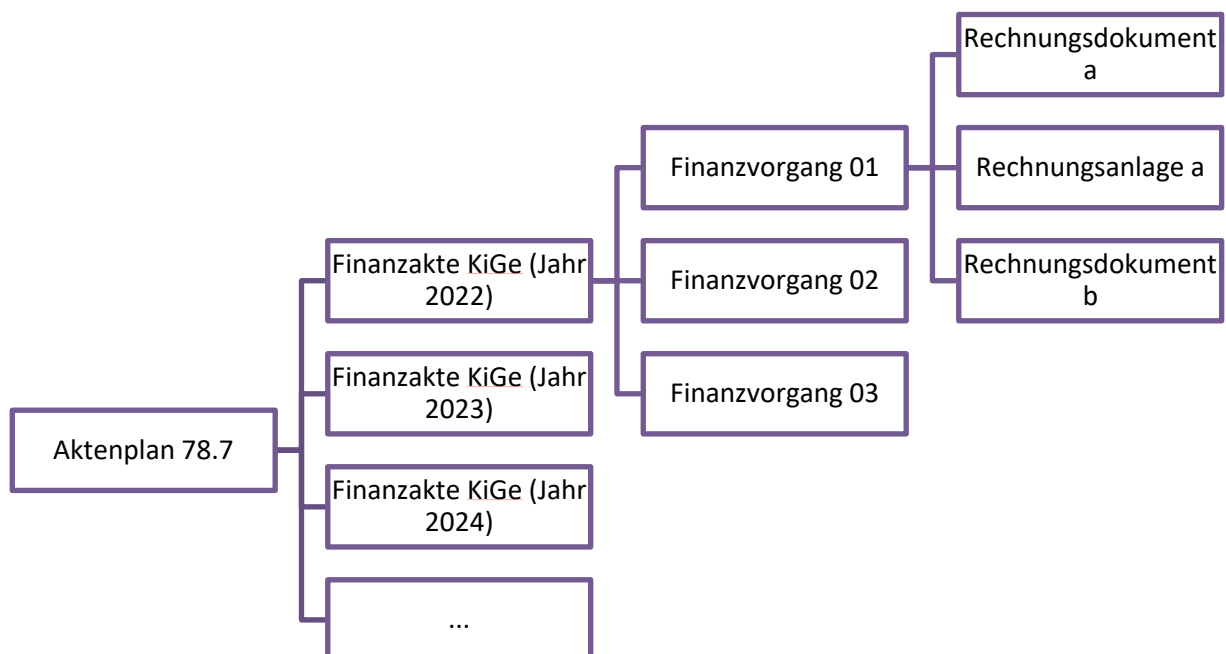 Aktenplan 78.7
Finanzakte KiGe (Jahr
2022)
Finanzvorgang 01
Rechnungsdokument
a
Rechnungsanlage a
Rechnungsdokument
b
Finanzvorgang 02
Finanzvorgang 03
Finanzakte KiGe (Jahr
2023)
Finanzakte KiGe (Jahr
2024)
...